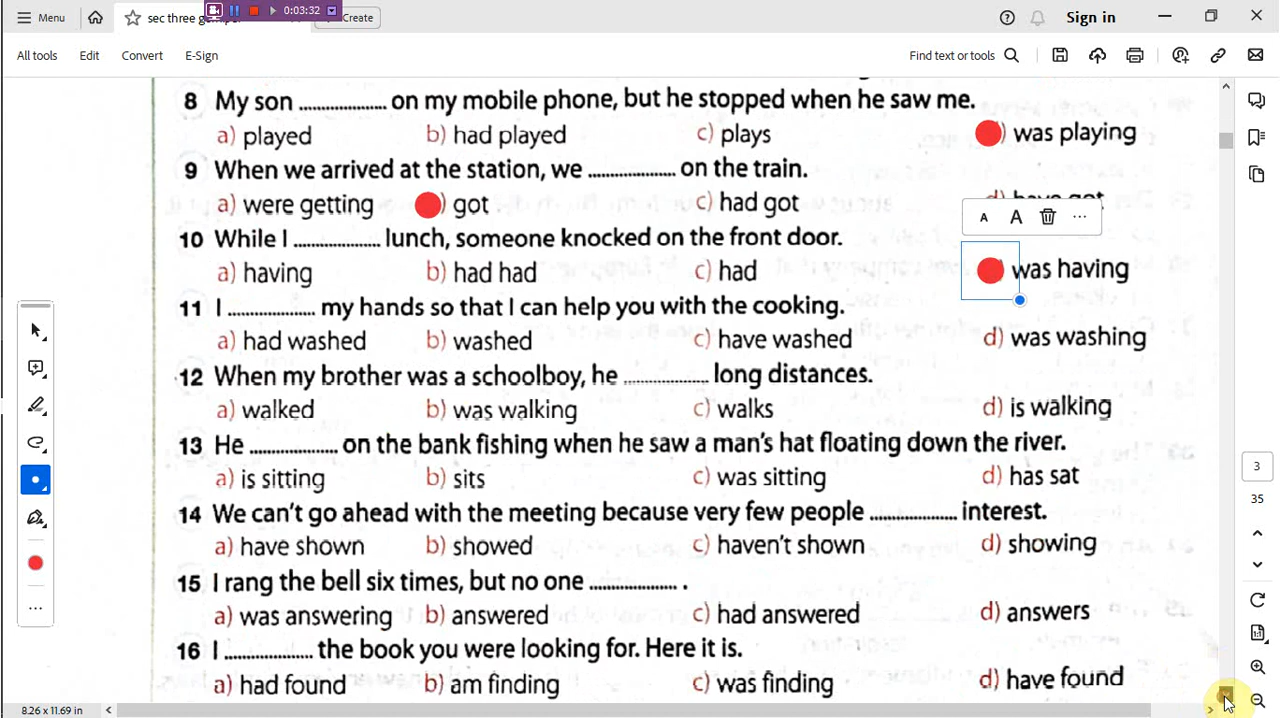 Menu
sec three g
00:03:32
Create
Sign in
All tools Edit Convert E-Sign
Find text or tools
8 My son ................ on my mobile phone, but he stopped when he saw me.
a) played b) had played c) plays ) was playing
9 When we arrived at the station, we ................ on the train.
a) were getting ) got c) had got d) have got
A A ...
10 While I ................ lunch, someone knocked on the front door.
a) having b) had had c) had was having
11 I ................ my hands so that I can help you with the cooking.
a) had washed b) washed c) have washed d) was washing
12 When my brother was a schoolboy, he ................ long distances.
a) walked b) was walking c) walks d) is walking
13 He ................ on the bank fishing when he saw a man's hat floating down the river.
a) is sitting b) sits c) was sitting d) has sat
14 We can't go ahead with the meeting because very few people ................ interest.
a) have shown b) showed c) haven't shown d) showing
15 I rang the bell six times, but no one ................ .
a) was answering b) answered c) had answered d) answers
16 I ................ the book you were looking for. Here it is.
a) had found b) am finding c) was finding d) have found
3
35
8.26 x 11.69 in